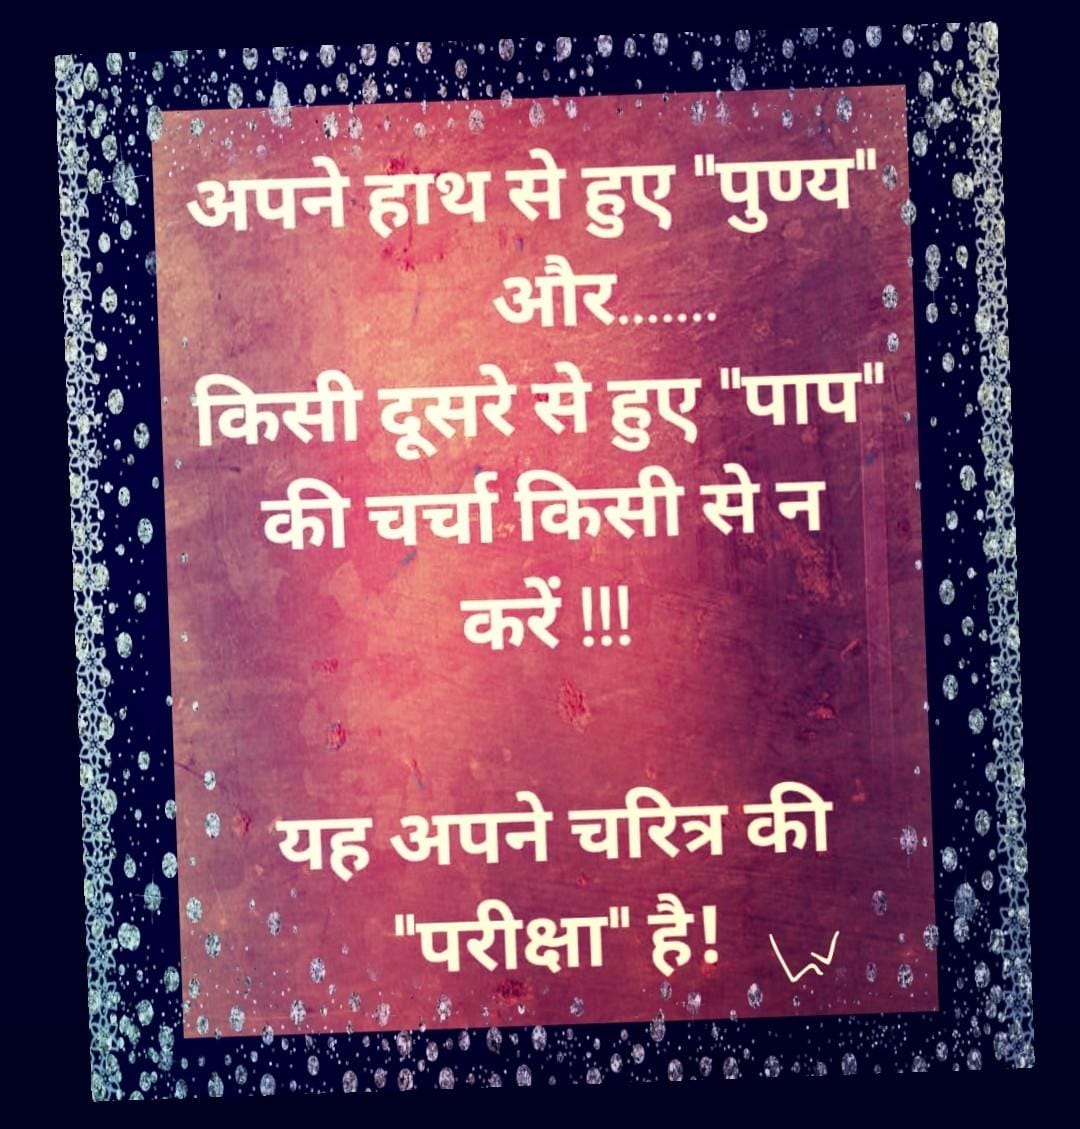 अपने हाथ से हुए "पुण्य"
और.......
किसी दूसरे से हुए "पाप"
की चर्चा किसी से न
करें !!!
यह अपने चरित्र की
"परीक्षा" है!